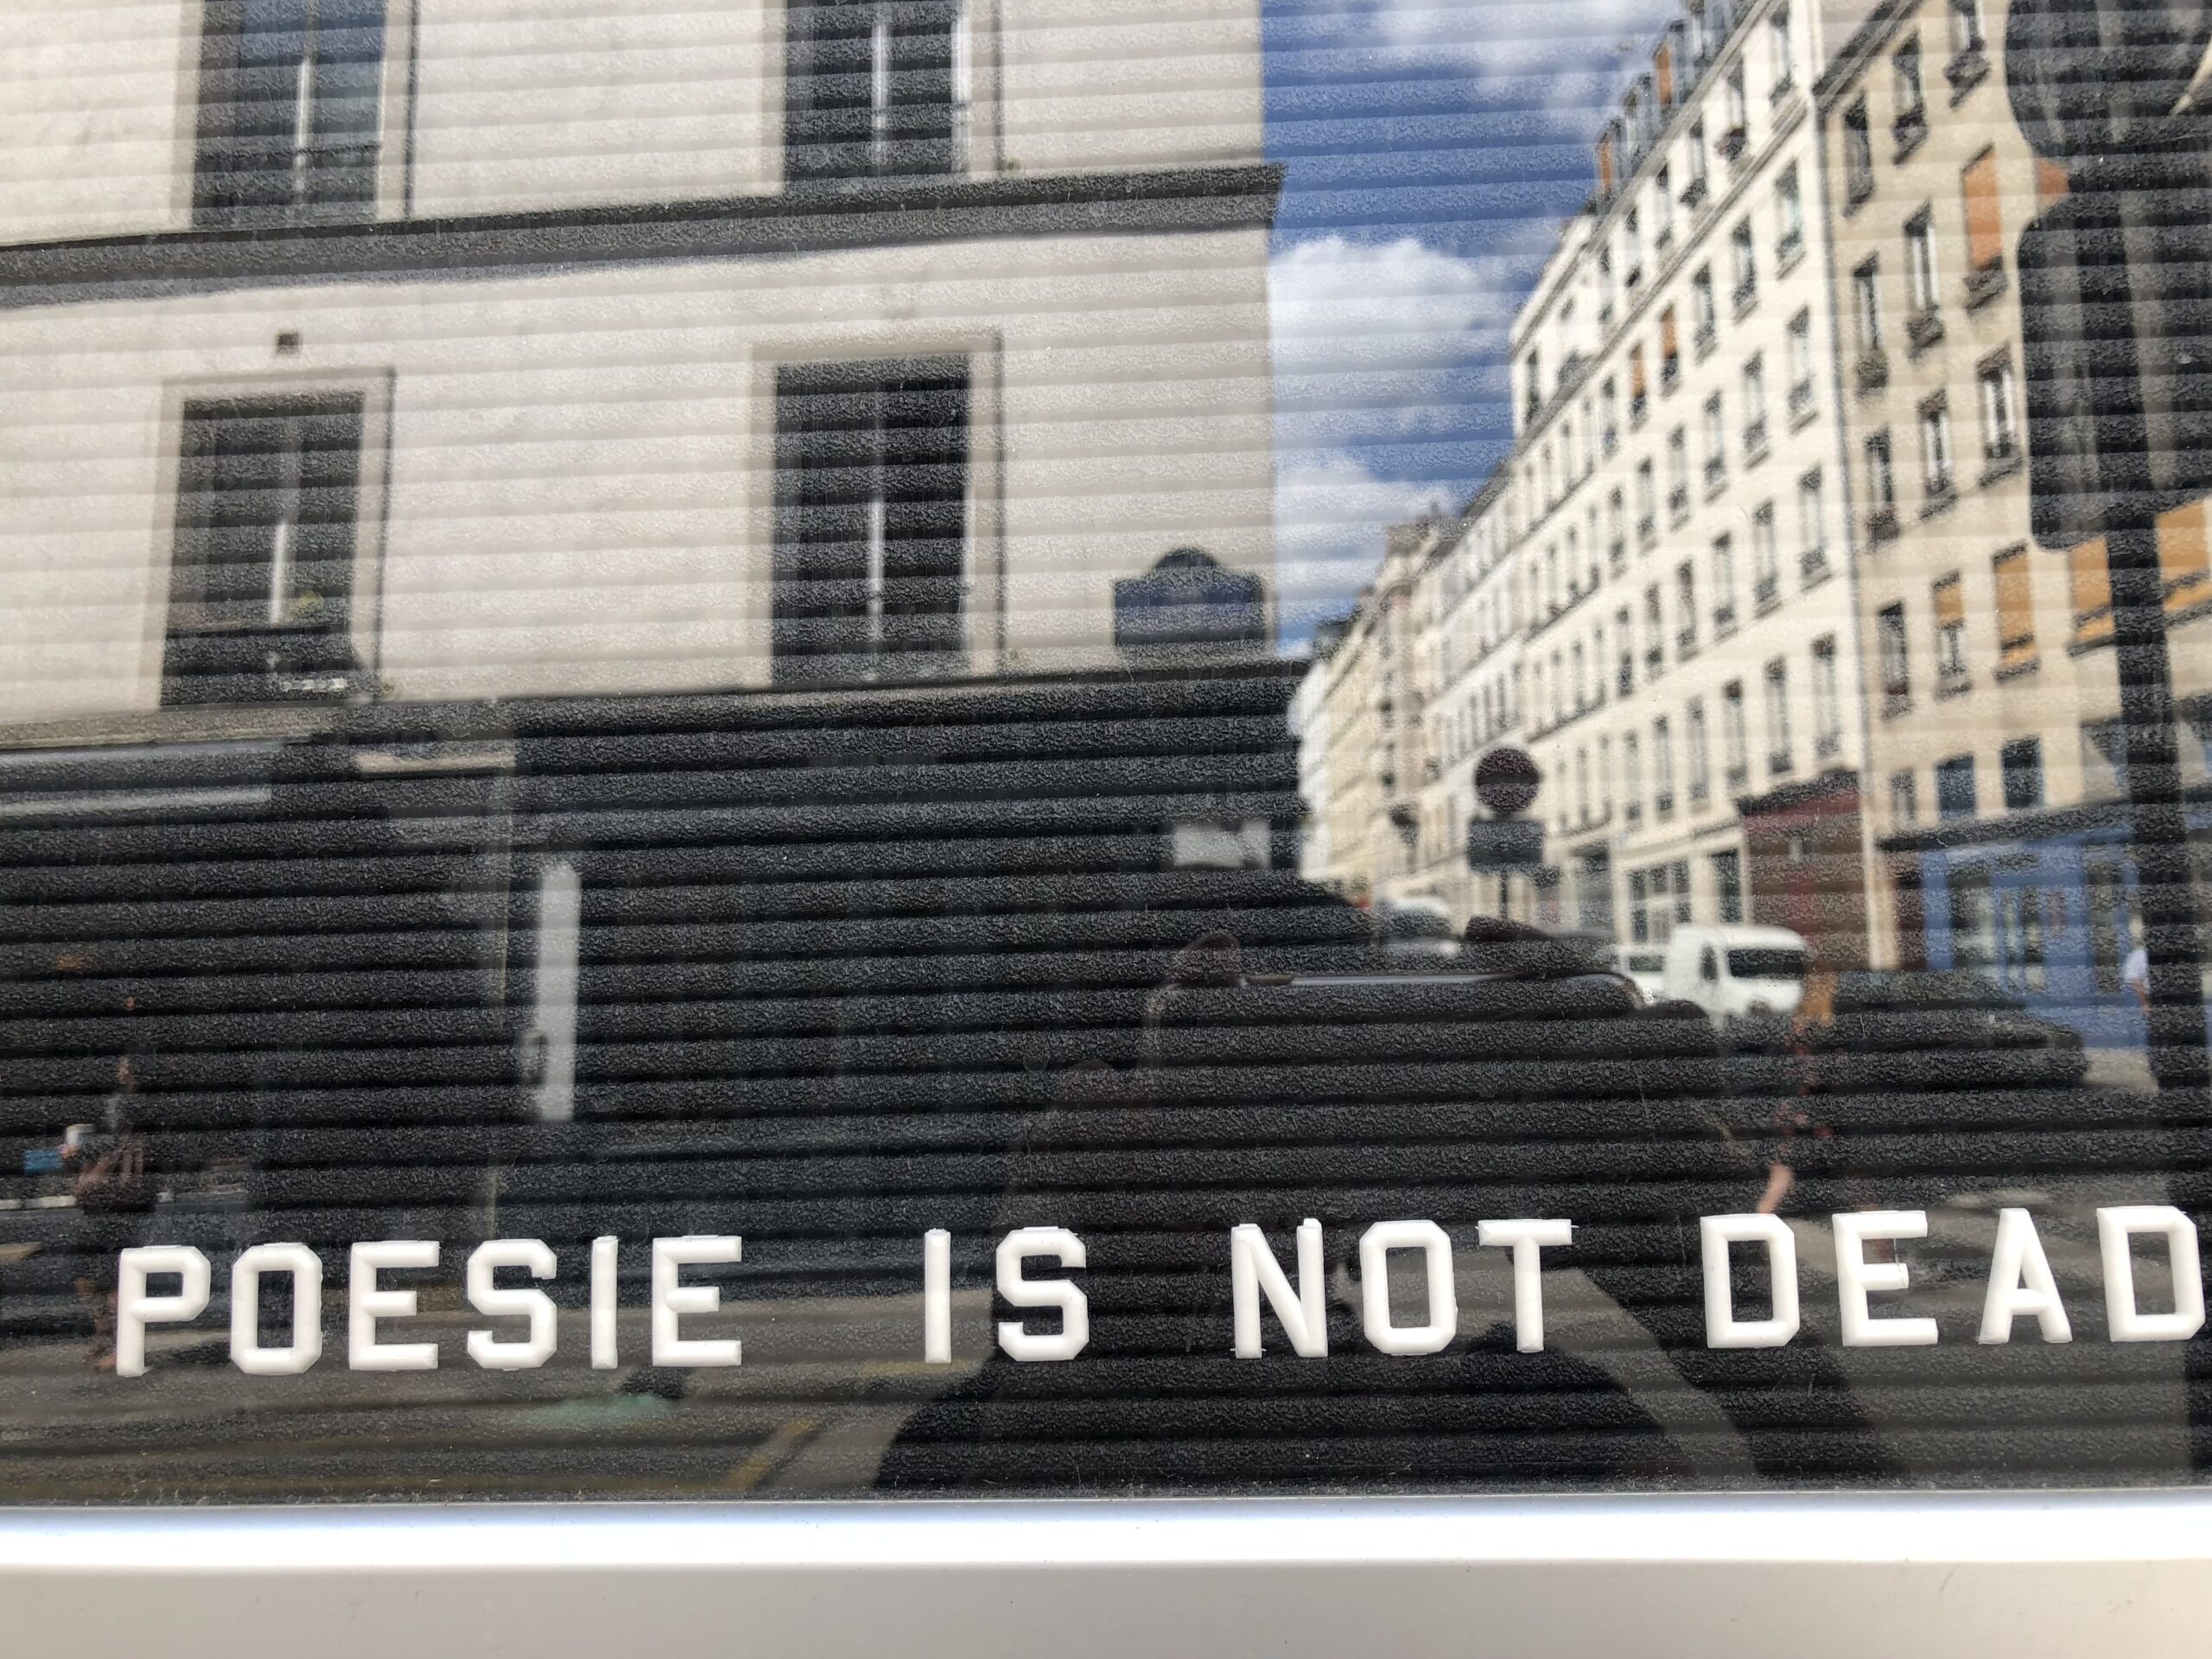 POESIE IS NOT DEAD